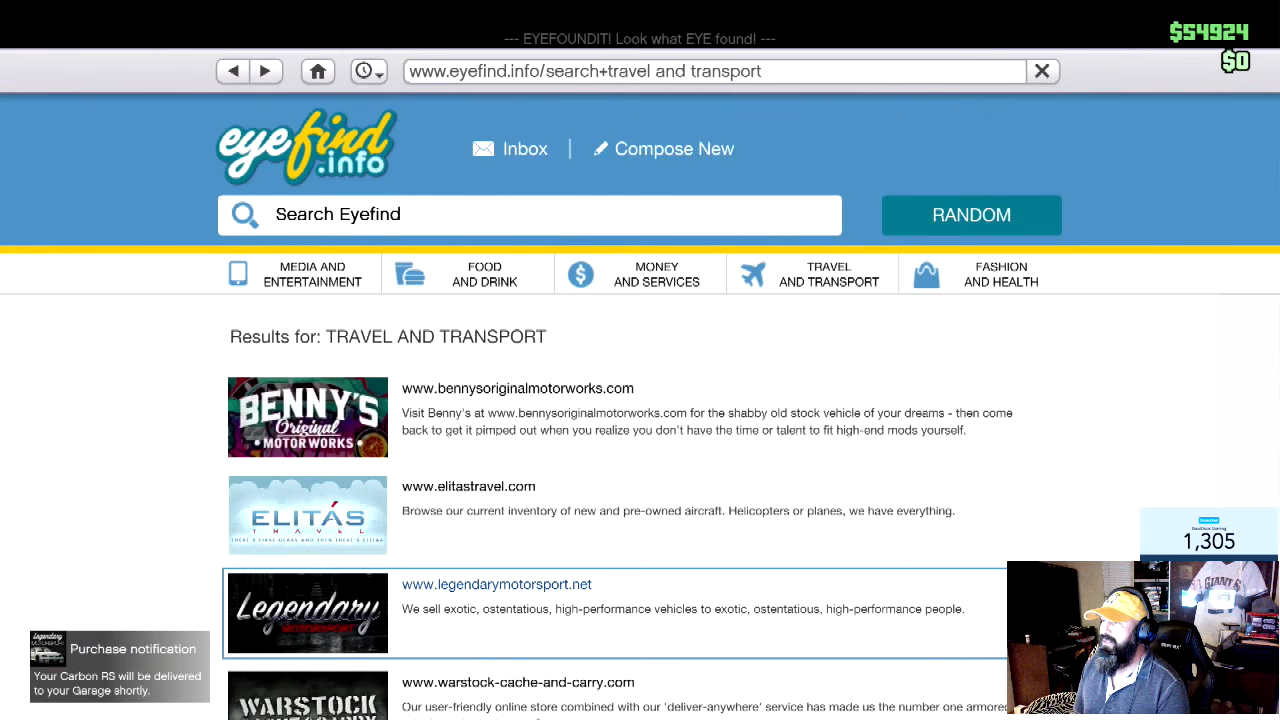 --- EYEFOUNDIT! Look what EYE found! ---
$54924
$0
www.eyefind.info/search+travel and transport
eyefind
.info
Inbox
Compose New
Search Eyefind
RANDOM
MEDIA AND
ENTERTAINMENT
FOOD
AND DRINK
MONEY
AND SERVICES
TRAVEL
AND TRANSPORT
FASHION
AND HEALTH
Results for: TRAVEL AND TRANSPORT
BENNY'S
Original
MOTOR WORKS
www.bennysoriginalmotorworks.com
Visit Benny's at www.bennysoriginalmotorworks.com for the shabby old stock vehicle of your dreams - then come
back to get it pimped out when you realize you don't have the time or talent to fit high-end mods yourself.
ELITÁS
TRAVEL
THERE'S FIRST CLASS AND THEN THERE'S ELITAS
www.elitastravel.com
Browse our current inventory of new and pre-owned aircraft. Helicopters or planes, we have everything.
1,305
Legendary
MOTORSPORT
www.legendarymotorsport.net
We sell exotic, ostentatious, high-performance vehicles to exotic, ostentatious, high-performance people.
GIANTS
Legendary
MOTORSPORT
Purchase notification
Your Carbon RS will be delivered
to your Garage shortly.
WARSTOCK
www.warstock-cache-and-carry.com
Our user-friendly online store combined with our 'deliver-anywhere' service has made us the number one armored